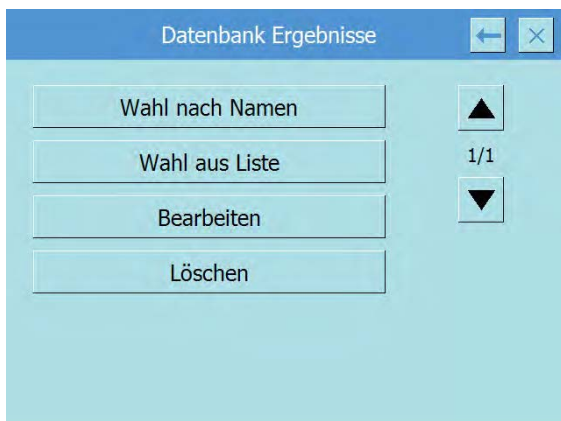 Datenbank Ergebnisse
Wahl nach Namen
Wahl aus Liste
1/1
Bearbeiten
Löschen